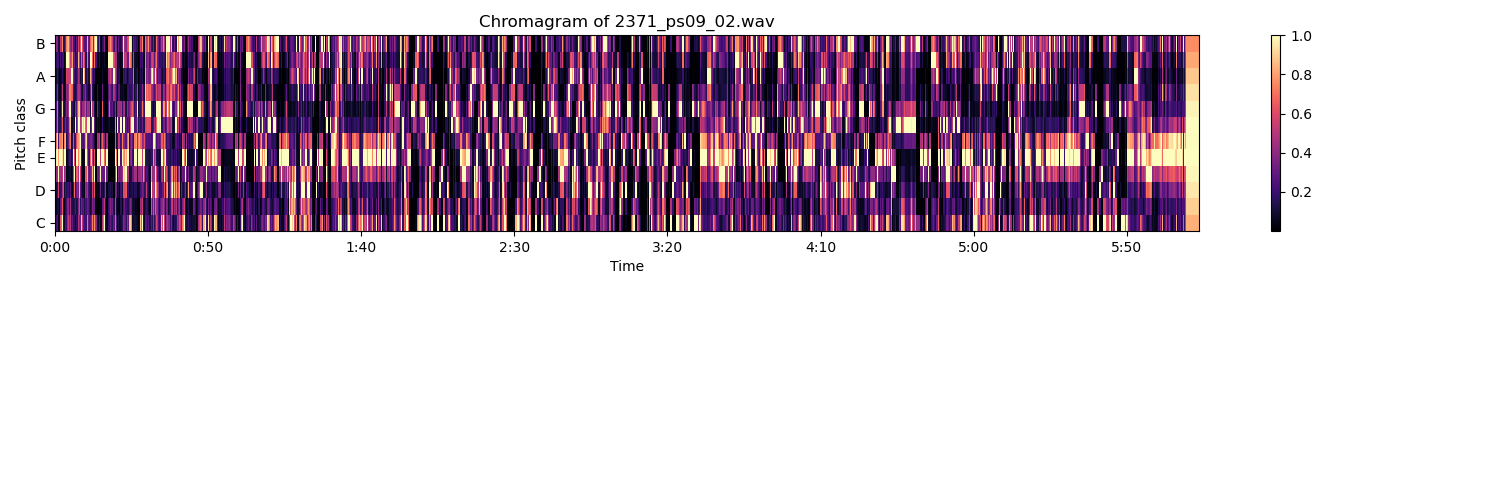 Chromagram of 2371_ps09_02.wav
B
A
G
F
E
D
C
Pitch class
0:00 0:50 1:40 2:30 3:20 4:10 5:00 5:50
Time
1.0
0.8
0.6
0.4
0.2